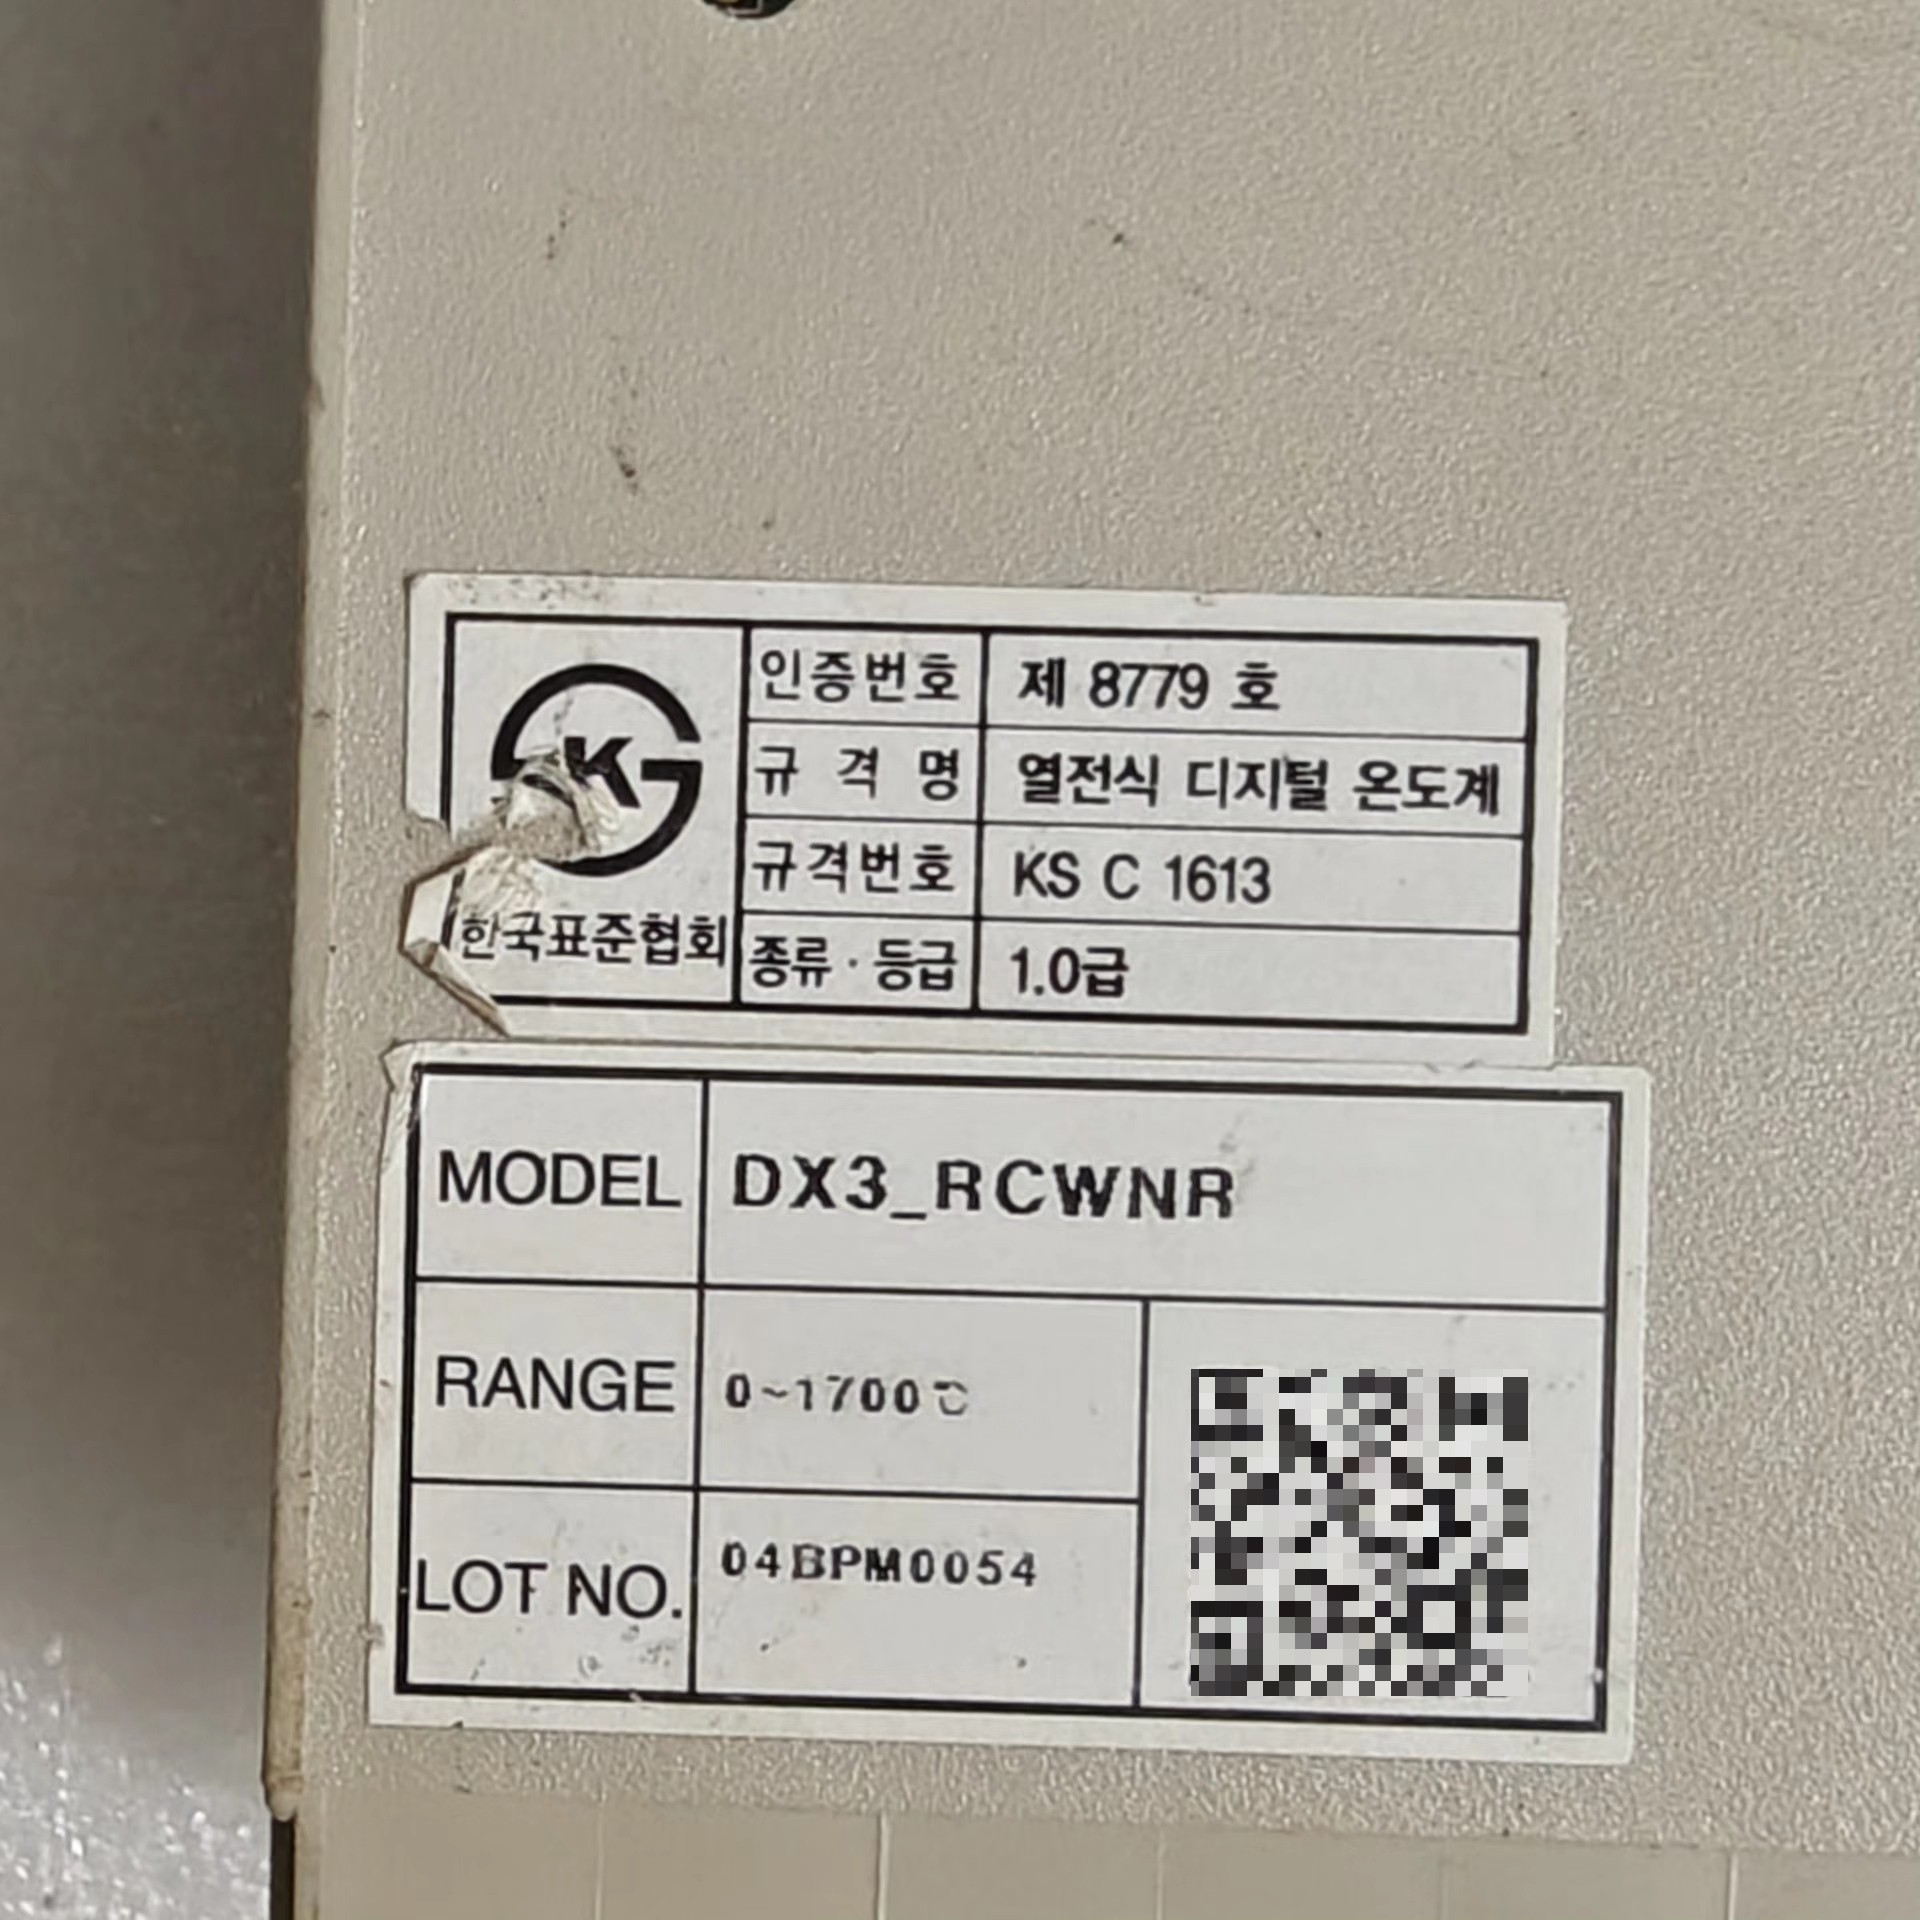 K
한국표준협회
인증번호 제 8779 호
규 격 명 열전식 디지털 온도계
규격번호 KS C 1613
종류 · 등급 1.0급
MODEL DX3_RCWNR
RANGE 0~1700℃
LOT NO. 04BPM0054